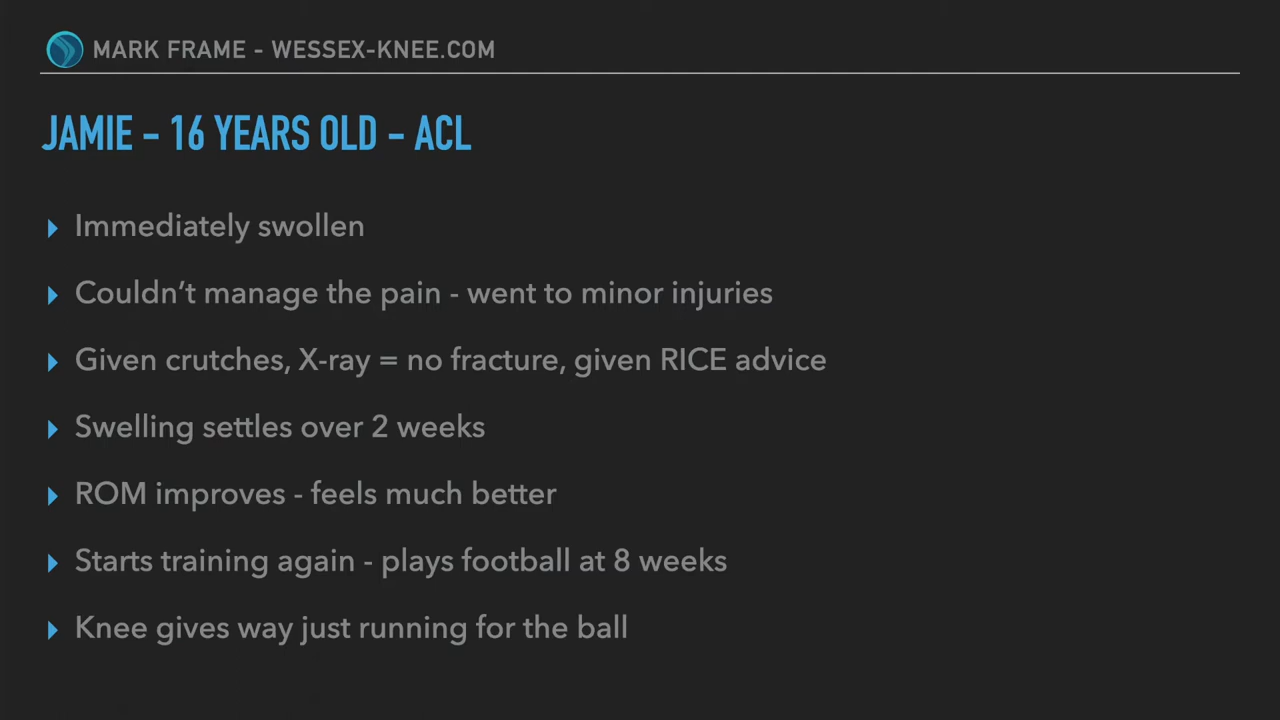 MARK FRAME - WESSEX-KNEE.COM
JAMIE – 16 YEARS OLD – ACL
Immediately swollen
Couldn’t manage the pain - went to minor injuries
Given crutches, X-ray = no fracture, given RICE advice
Swelling settles over 2 weeks
ROM improves - feels much better
Starts training again - plays football at 8 weeks
Knee gives way just running for the ball